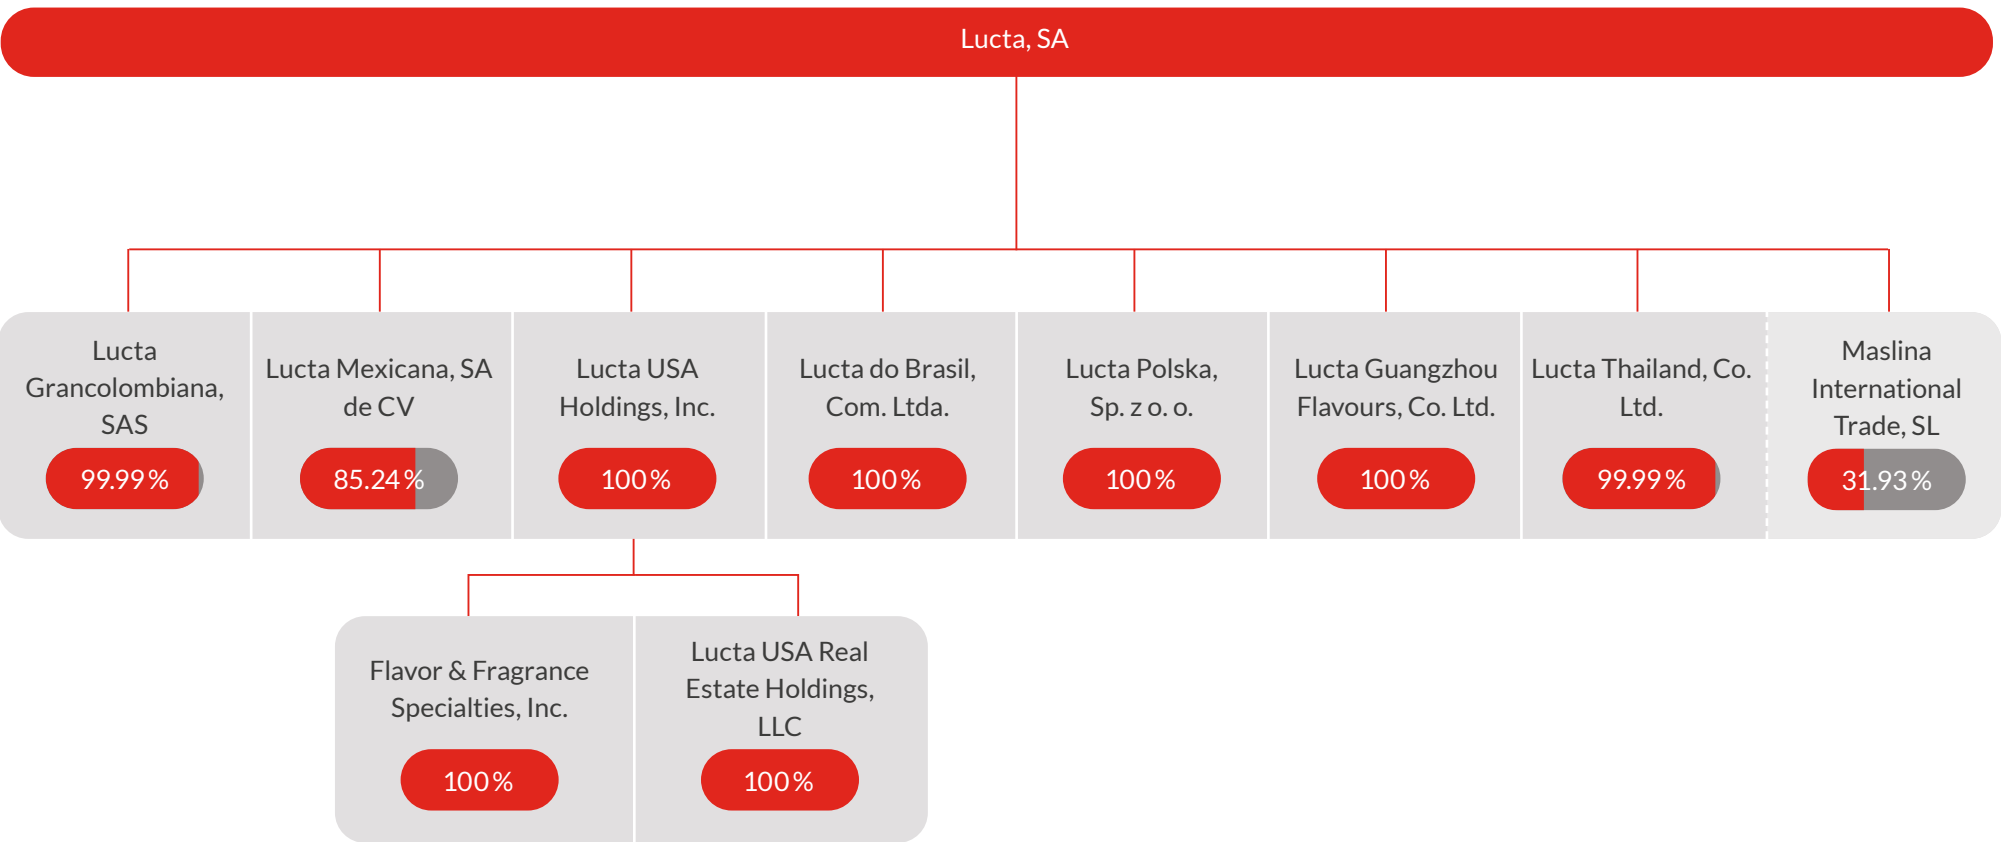 Lucta, SA
Lucta
Grancolombiana,
SAS
99.99%
Lucta Mexicana, SA
de CV
85.24%
Lucta USA
Holdings, Inc.
100%
Lucta do Brasil,
Com. Ltda.
100%
Lucta Polska,
Sp. z o. o.
100%
Lucta Guangzhou
Flavours, Co. Ltd.
100%
Lucta Thailand, Co.
Ltd.
99.99%
Maslina
International
Trade, SL
31.93%
Flavor & Fragrance
Specialties, Inc.
100%
Lucta USA Real
Estate Holdings,
LLC
100%